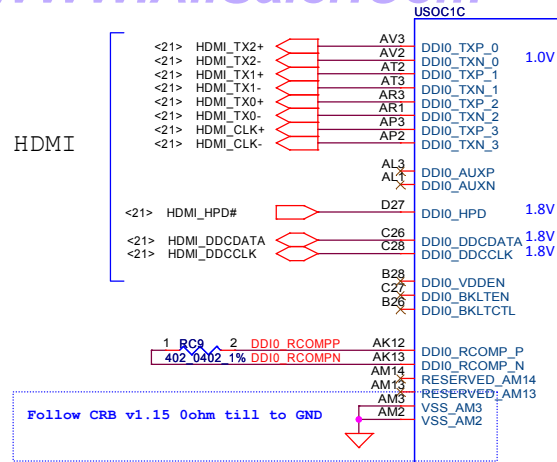 USOC1C
<21> HDMI_TX2+ AV3 DDI0_TXP_0 1.0V
<21> HDMI_TX2- AV2 DDI0_TXN_0
<21> HDMI_TX1+ AT2 DDI0_TXP_1
<21> HDMI_TX1- AT3 DDI0_TXN_1
<21> HDMI_TX0+ AR3 DDI0_TXP_2
<21> HDMI_TX0- AR1 DDI0_TXN_2
<21> HDMI_CLK+ AP3 DDI0_TXP_3
<21> HDMI_CLK- AP2 DDI0_TXN_3
HDMI
AL3 DDI0_AUXP
AL1 DDI0_AUXN
<21> HDMI_HPD# D27 DDI0_HPD 1.8V
<21> HDMI_DDCDATA C26 DDI0_DDCDATA 1.8V
<21> HDMI_DDCCLK C28 DDI0_DDCCLK 1.8V
B28 DDI0_VDDEN
C27 DDI0_BKLTEN
B26 DDI0_BKLTCTL
1 RC9 2 DDI0_RCOMPP AK12 DDI0_RCOMP_P
402_0402_1% DDI0_RCOMPN AK13 DDI0_RCOMP_N
AM14 RESERVED_AM14
AM13 RESERVED_AM13
AM3 VSS_AM3
Follow CRB v1.15 0ohm till to GND AM2 VSS_AM2